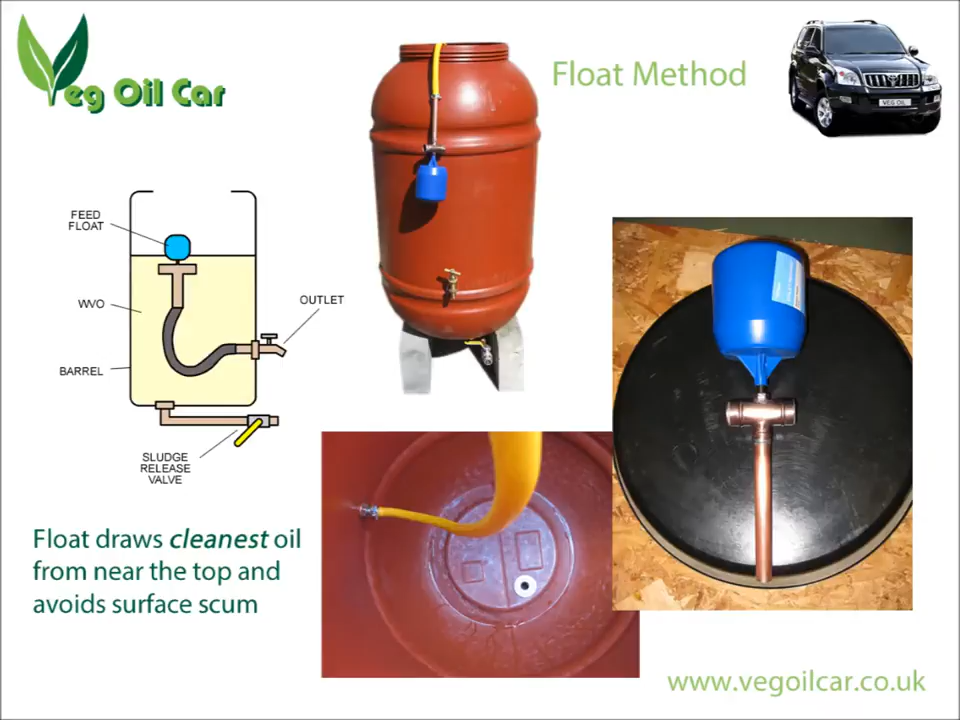 Veg Oil Car
Float Method
VEG OIL
FEED
FLOAT
WVO
OUTLET
BARREL
SLUDGE
RELEASE
VALVE
Float draws cleanest oil
from near the top and
avoids surface scum
www.vegoilcar.co.uk